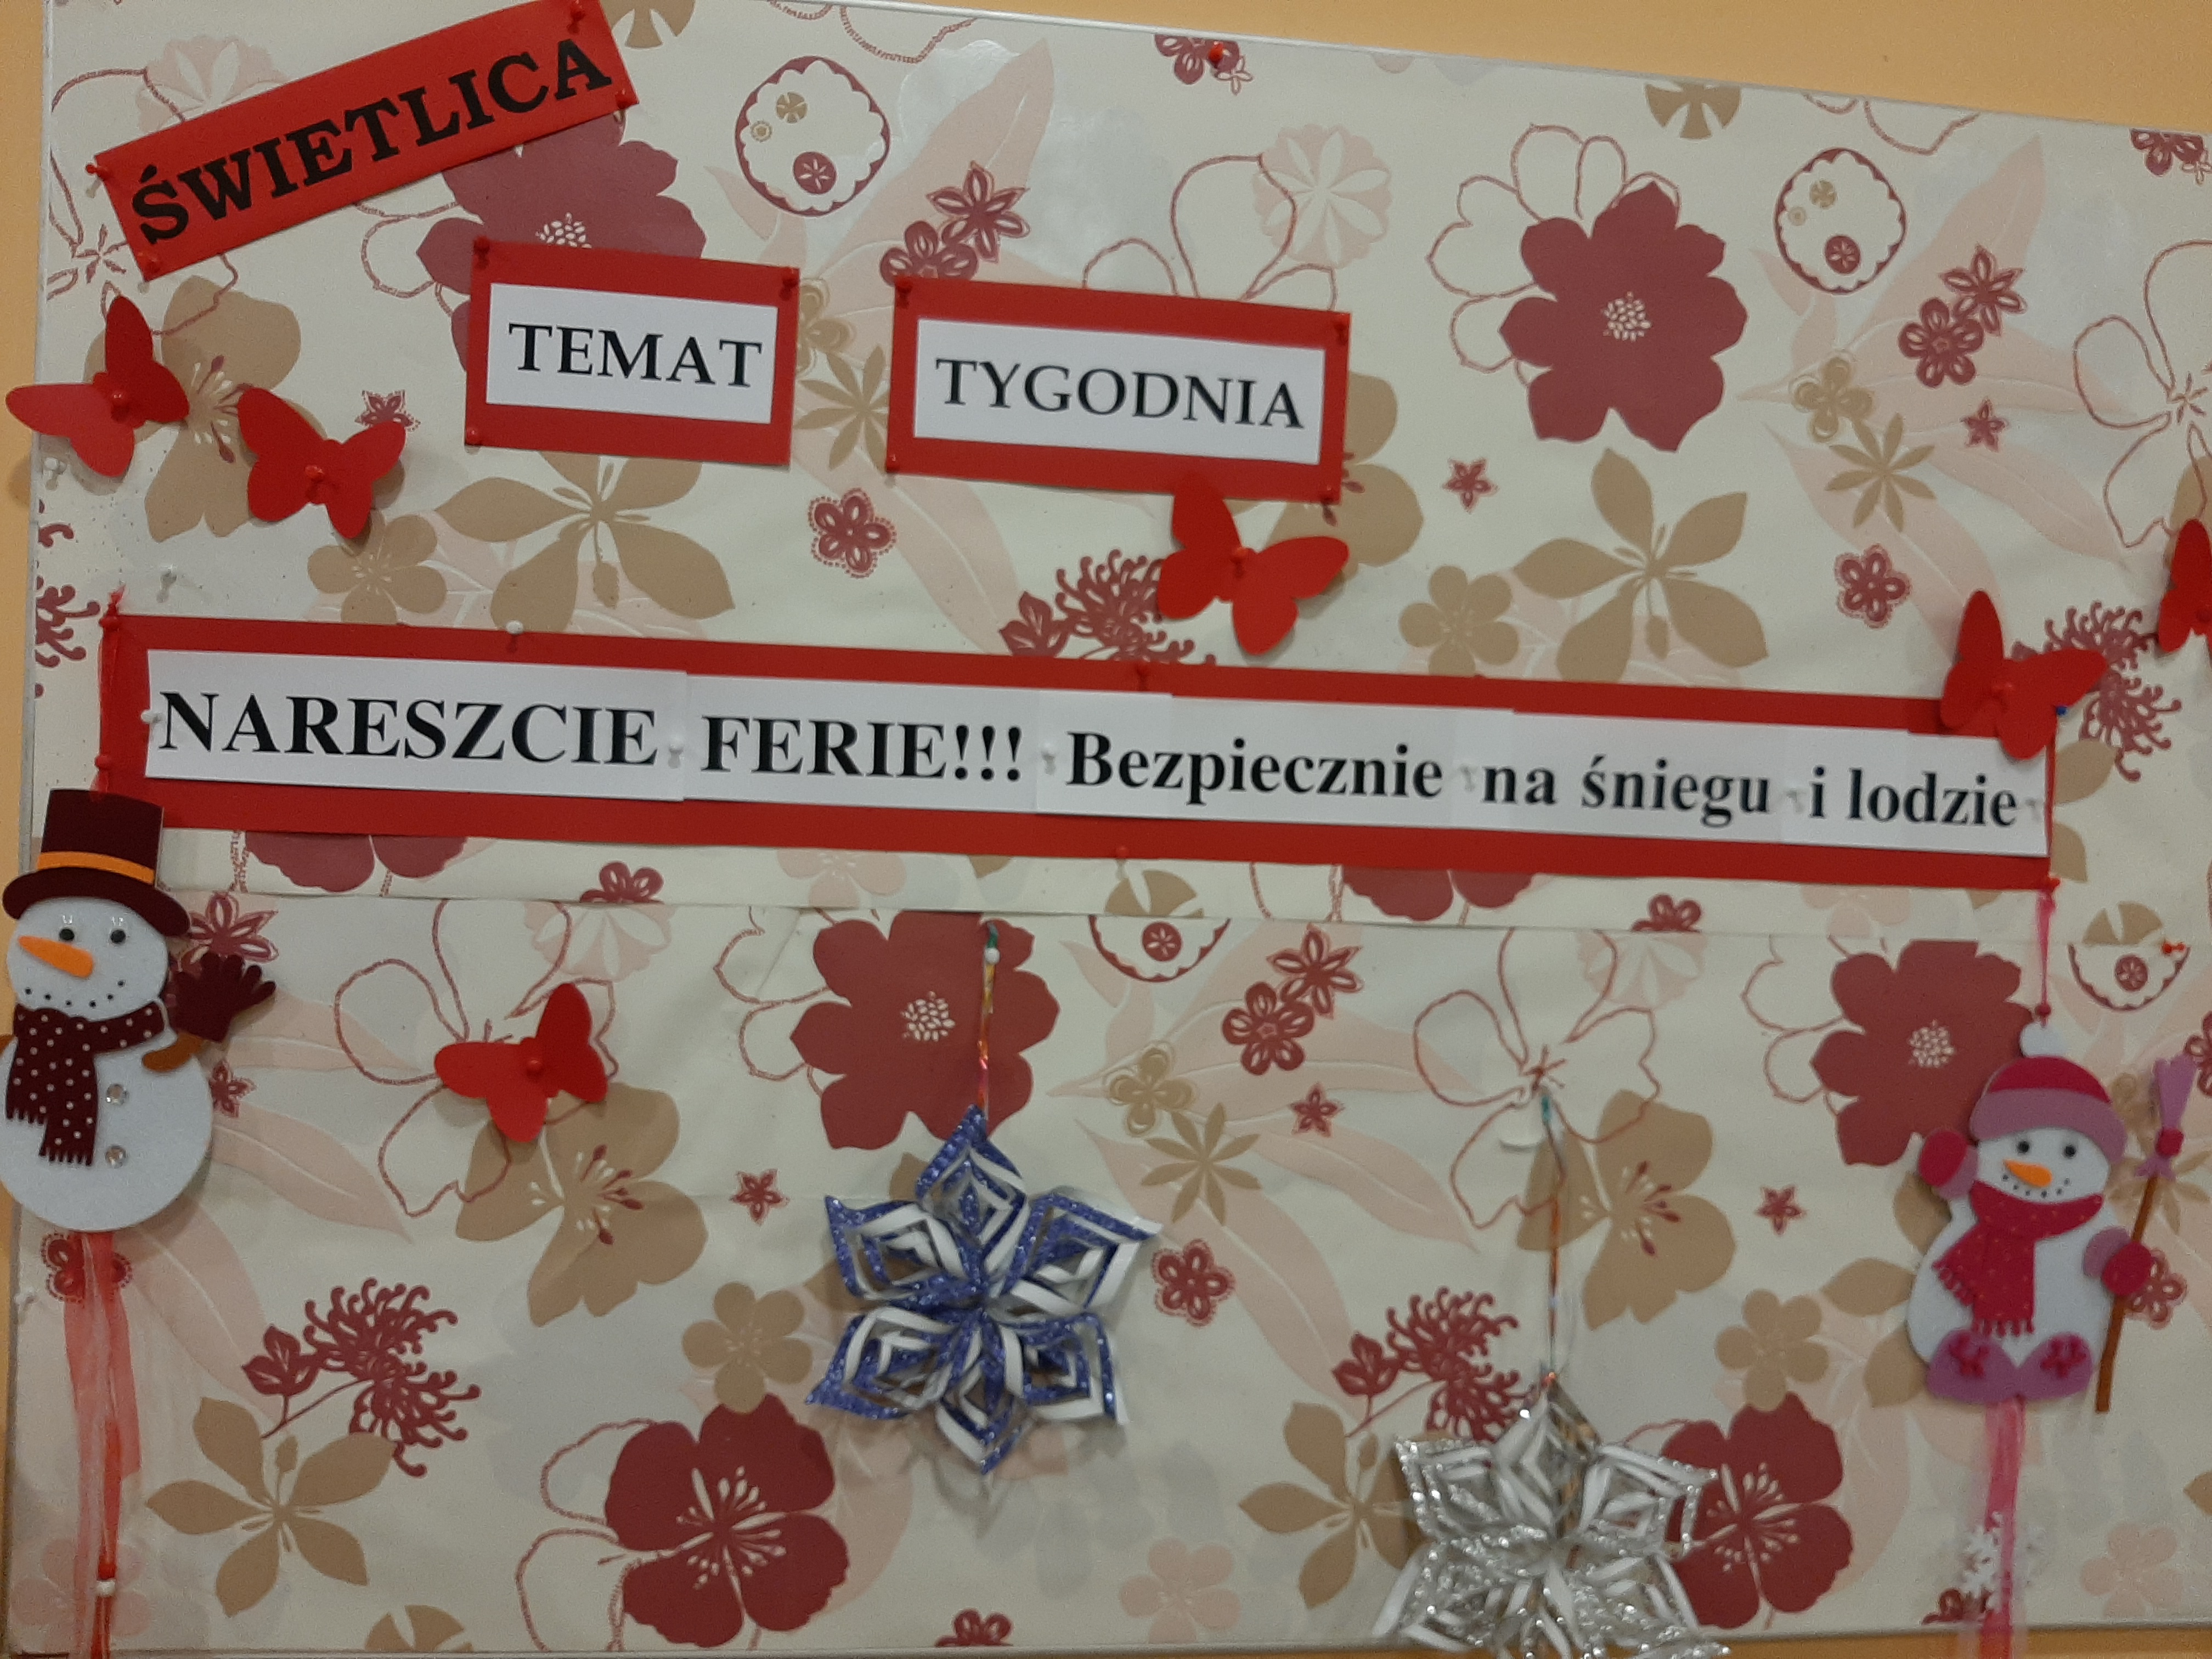 ŚWIETLICA
TEMAT TYGODNIA
NARESZCIE FERIE!!! Bezpiecznie na śniegu i lodzie